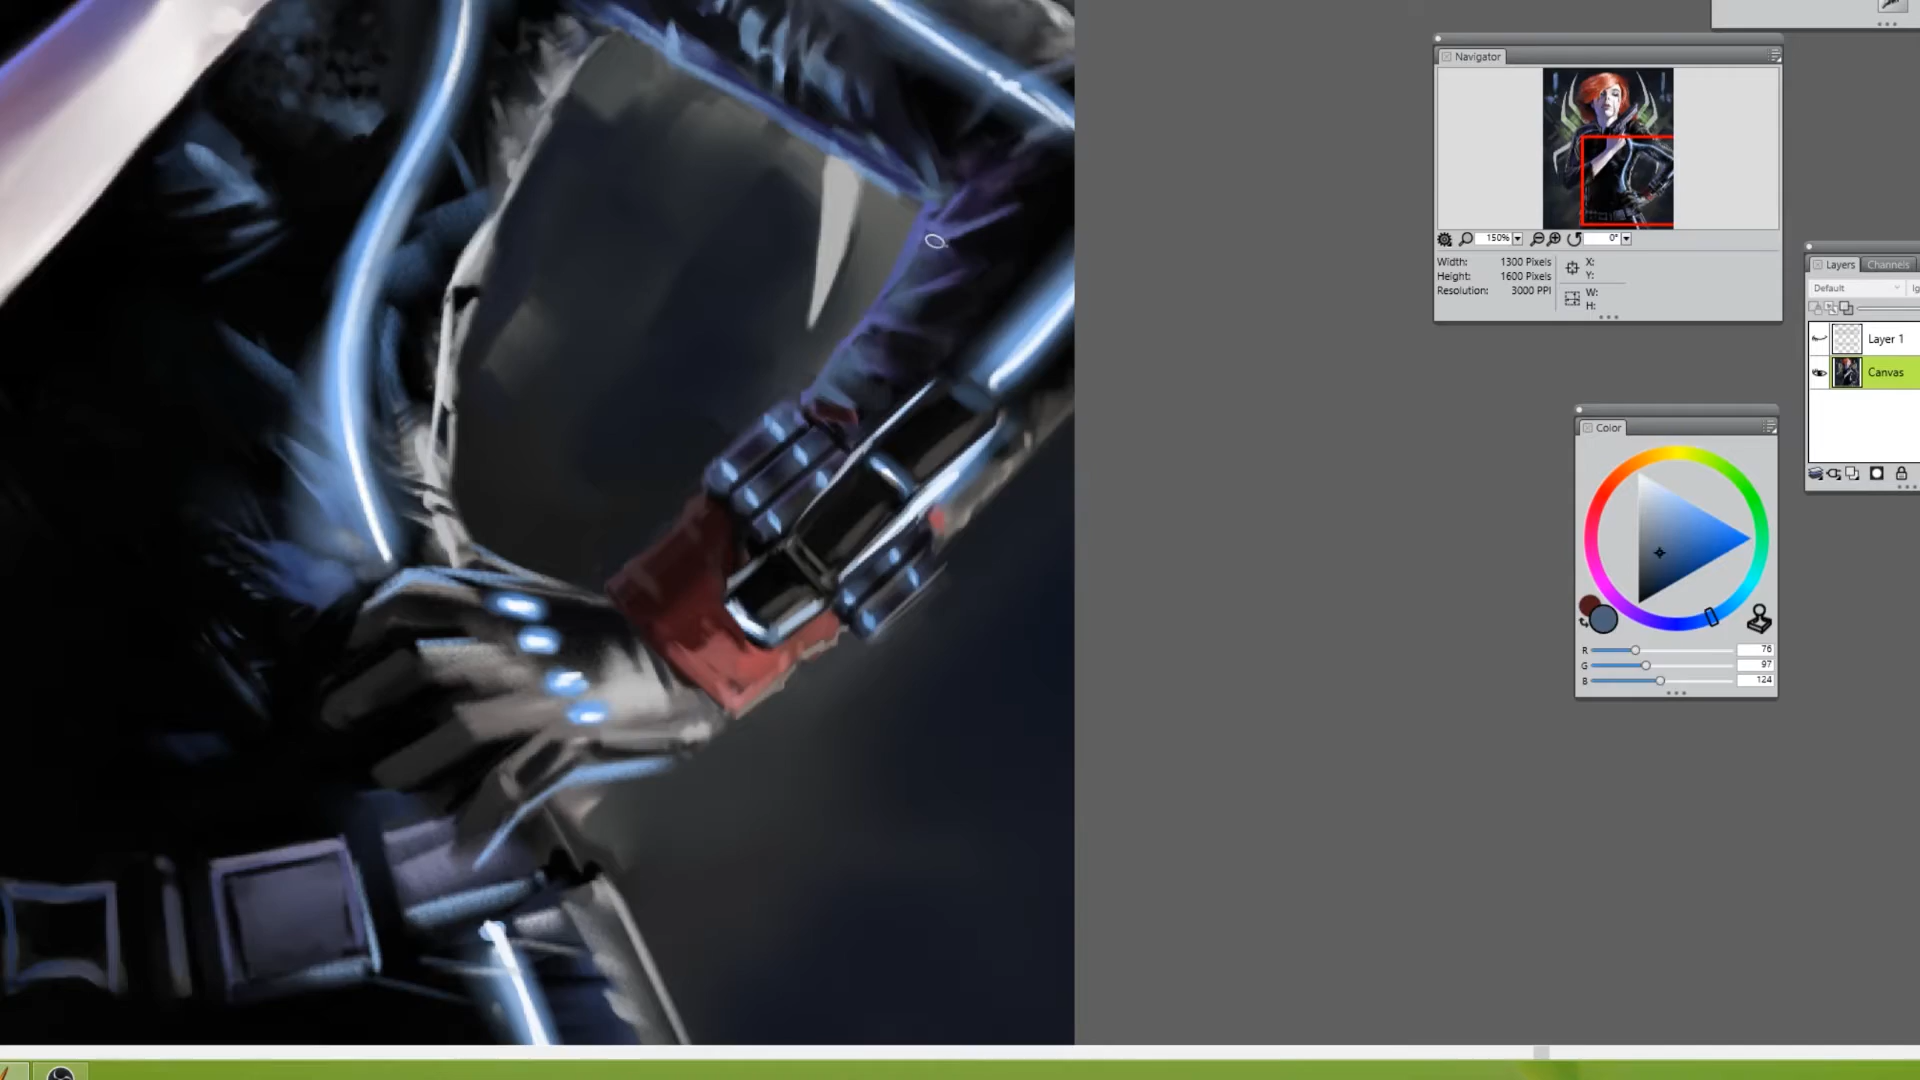 Navigator
150%
0°
Width: 1300 Pixels
Height: 1600 Pixels
Resolution: 3000 PPI
X:
Y:
W:
H:
Layers Channels
Default
Layer 1
Canvas
Color
R 76
G 97
B 124